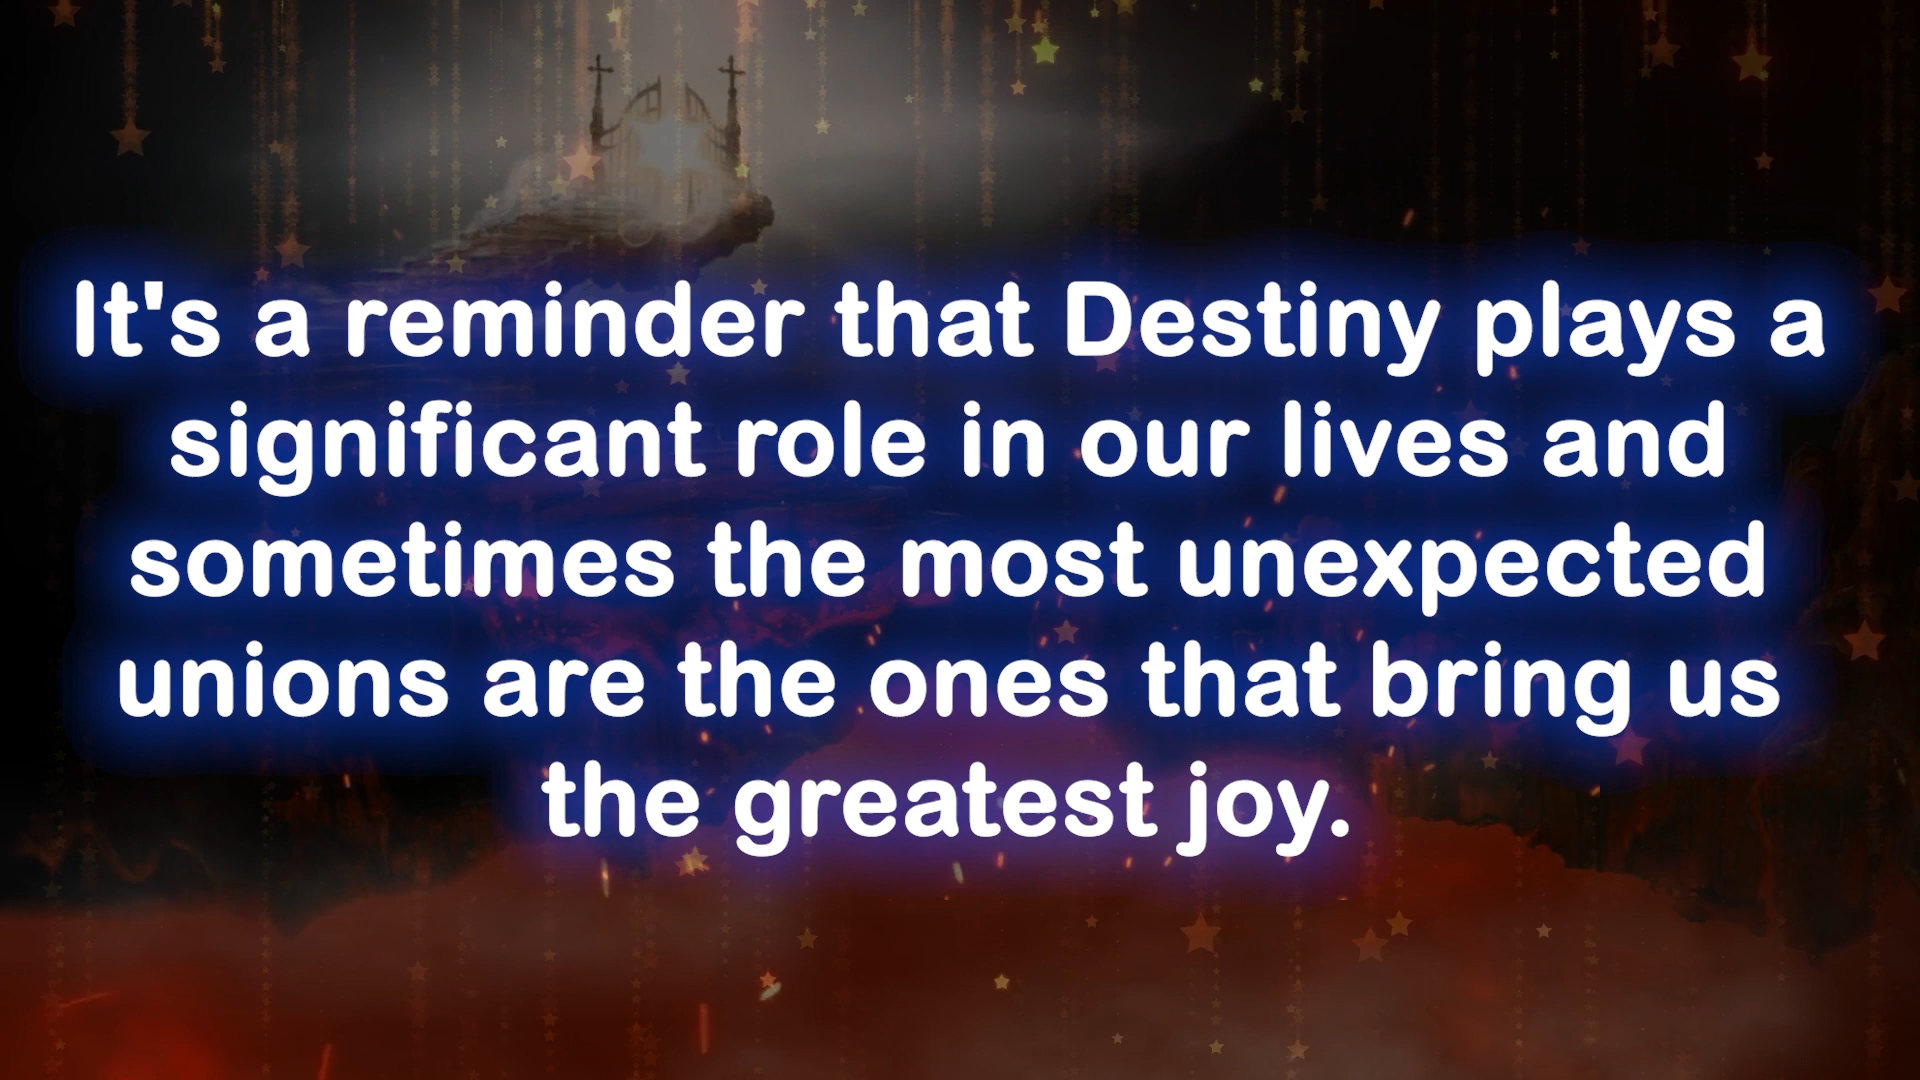 It's a reminder that Destiny plays a
significant role in our lives and
sometimes the most unexpected
unions are the ones that bring us
the greatest joy.